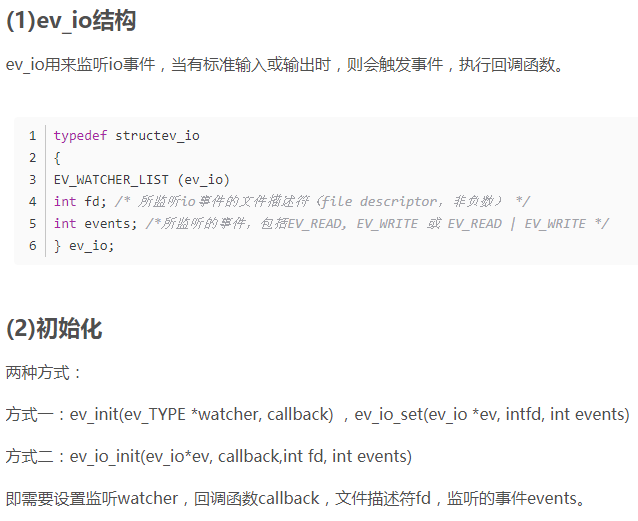 (1)ev_io结构
ev_io用来监听io事件，当有标准输入或输出时，则会触发事件，执行回调函数。
1 typedef structev_io
2 {
3 EV_WATCHER_LIST (ev_io)
4 int fd; /* 所监听io事件的文件描述符（file descriptor，非负数） */
5 int events; /*所监听的事件，包括EV_READ, EV_WRITE 或 EV_READ | EV_WRITE */
6 } ev_io;
(2)初始化
两种方式：
方式一：ev_init(ev_TYPE *watcher, callback) ，ev_io_set(ev_io *ev, intfd, int events)
方式二：ev_io_init(ev_io*ev, callback,int fd, int events)
即需要设置监听watcher，回调函数callback，文件描述符fd，监听的事件events。